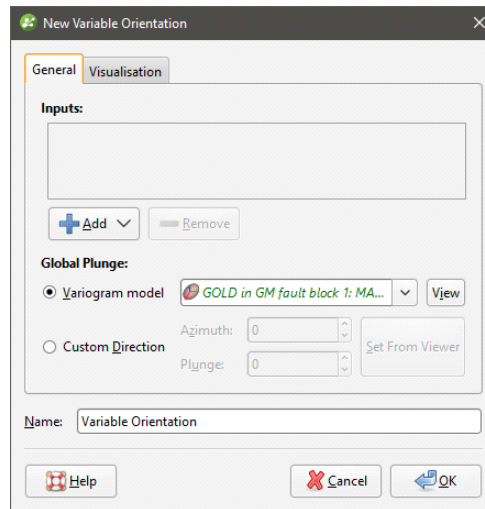 New Variable Orientation
General Visualisation
Inputs:
Add Remove
Global Plunge:
Variogram model GOLD in GM fault block 1: MA... View
Azimuth: 0
Custom Direction Set From Viewer
Plunge: 0
Name: Variable Orientation
Help Cancel OK